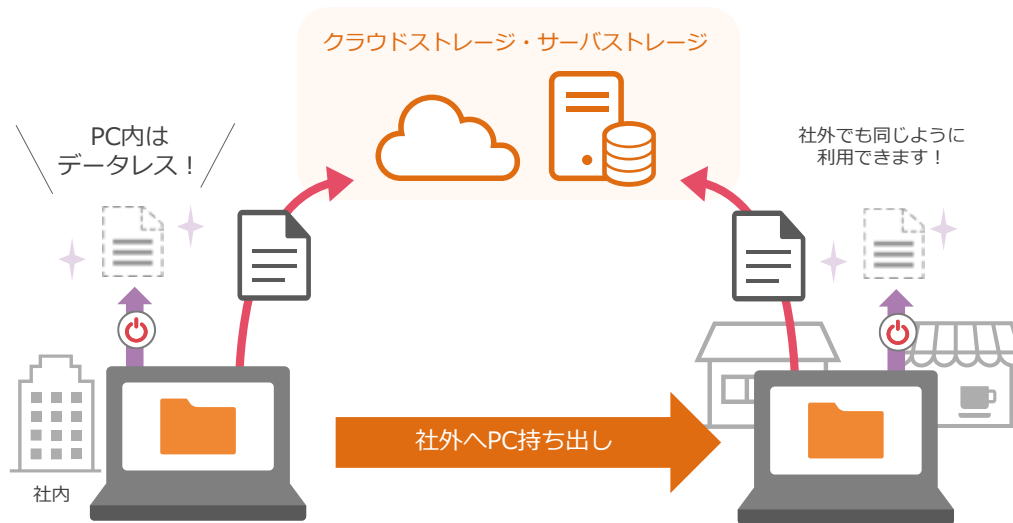 クラウドストレージ・サーバストレージ
PC内は
データレス！
社外でも同じように
利用できます！
社外へPC持ち出し
社内